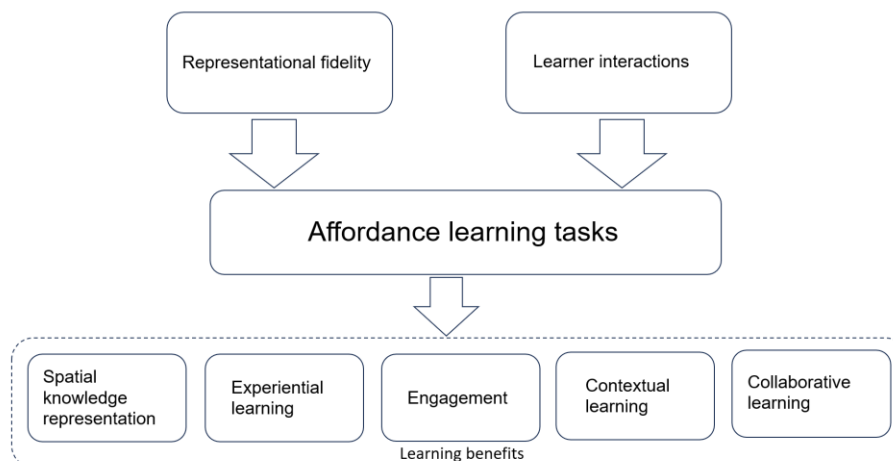 Representational fidelity
Learner interactions
Affordance learning tasks
Spatial
knowledge
representation
Experiential
learning
Engagement
Contextual
learning
Collaborative
learning
Learning benefits